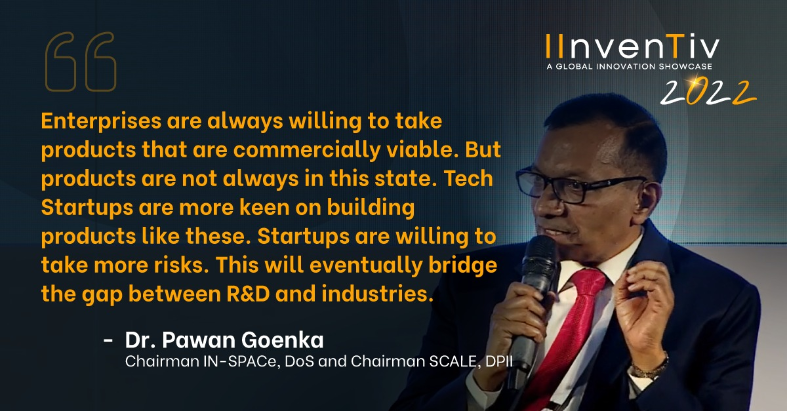 IInvenTiv
A GLOBAL INNOVATION SHOWCASE
2022
Enterprises are always willing to take
products that are commercially viable. But
products are not always in this state. Tech
Startups are more keen on building
products like these. Startups are willing to
take more risks. This will eventually bridge
the gap between R&D and industries.
- Dr. Pawan Goenka
Chairman IN-SPACe, DoS and Chairman SCALE, DPII